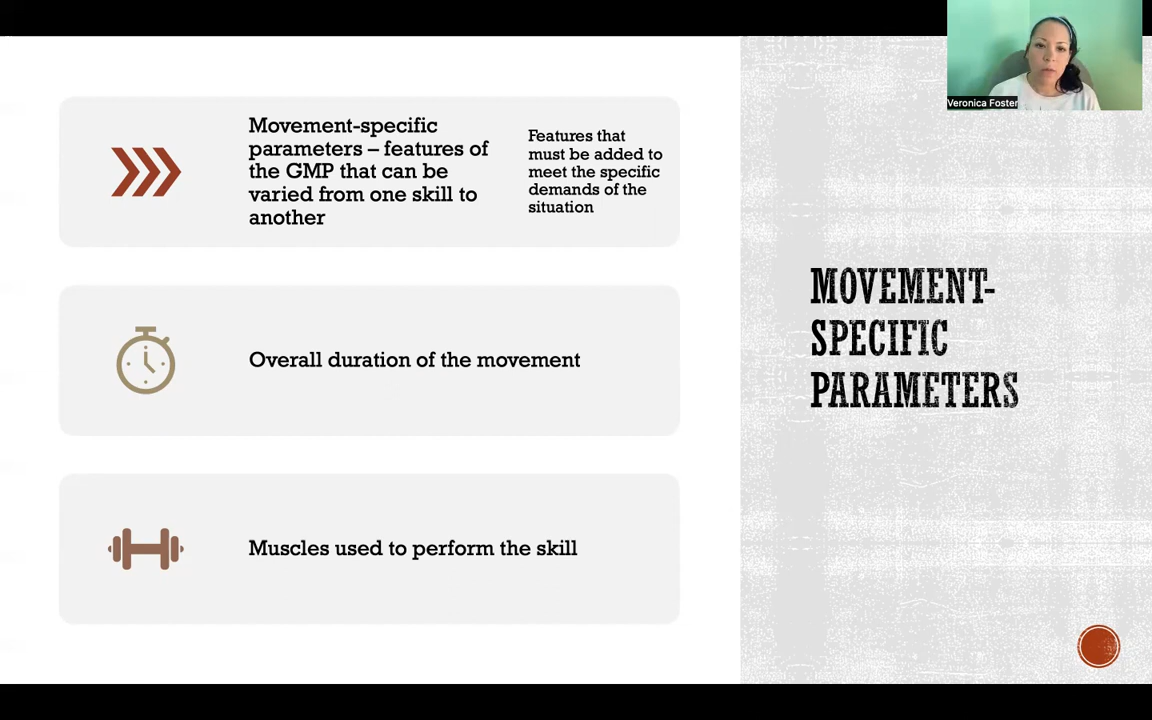 Veronica Foster
Movement-specific
parameters – features of
the GMP that can be
varied from one skill to
another
Features that
must be added to
meet the specific
demands of the
situation
Overall duration of the movement
Muscles used to perform the skill
MOVEMENT-
SPECIFIC
PARAMETERS